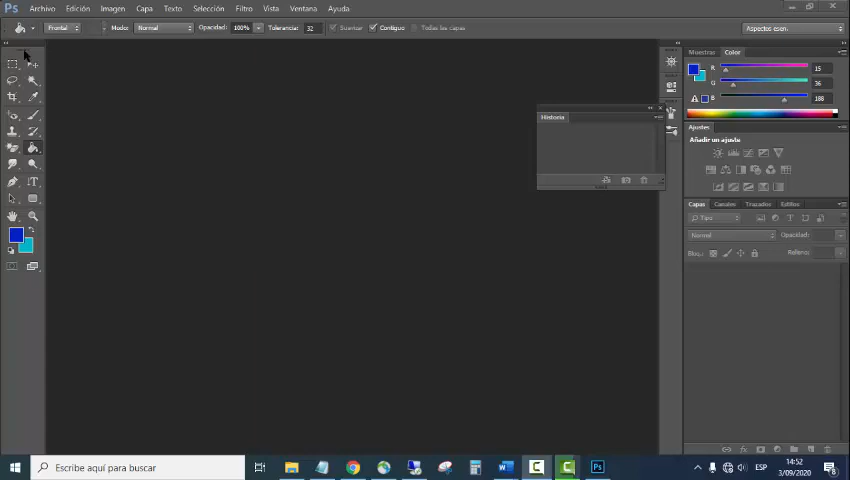 Ps Archivo Edición Imagen Capa Texto Selección Filtro Vista Ventana Ayuda
Frontal Modo: Normal Opacidad: 100% Tolerancia: 32 Suavizar Contiguo Todas las capas Aspectos esen...
Muestras Color
R 15
G 36
B 188
Historia
Ajustes
Añadir un ajuste
Capas Canales Trazados Estilos
Tipo
Normal Opacidad:
Bloq.: Relleno:
T
Escribe aquí para buscar
ESP
14:52
3/09/2020
8